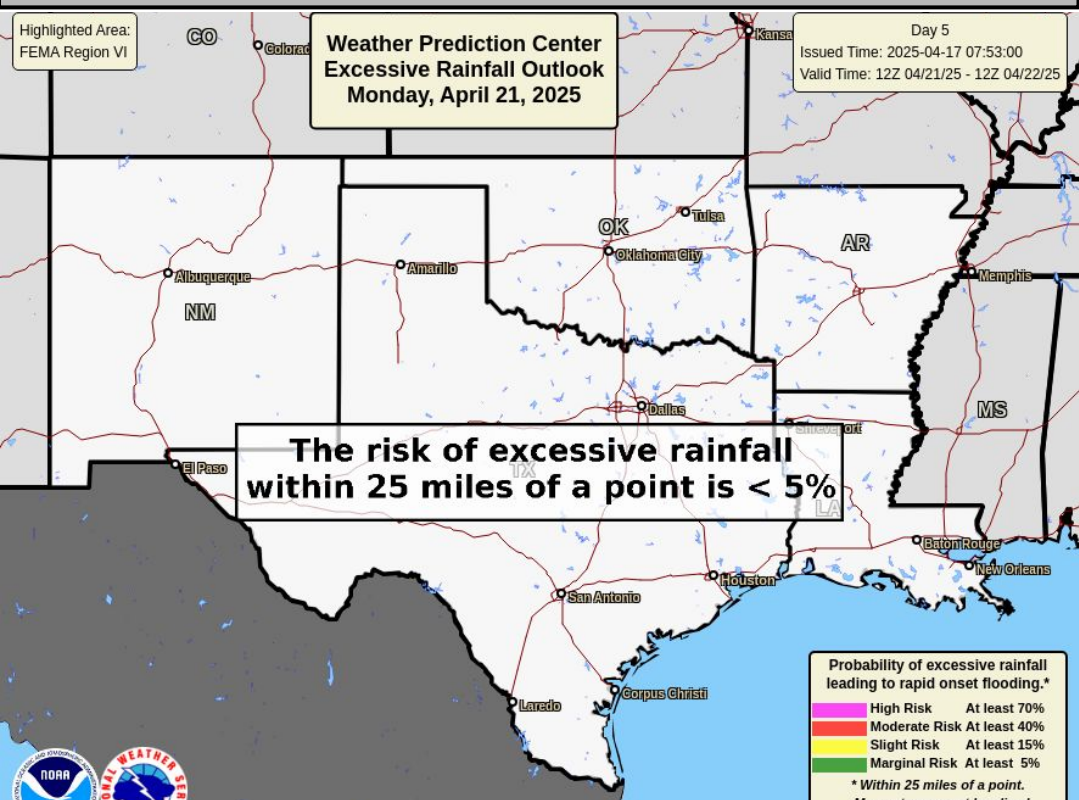 Highlighted Area:
FEMA Region VI
Weather Prediction Center
Excessive Rainfall Outlook
Monday, April 21, 2025
Day 5
Issued Time: 2025-04-17 07:53:00
Valid Time: 12Z 04/21/25 - 12Z 04/22/25
CO
Colorad
Kansa
Tulsa
OK
Oklahoma City
AR
Amarillo
Albuquerque
Memphis
NM
Dallas
MS
Shreveport
The risk of excessive rainfall
within 25 miles of a point is < 5%
El Paso
TX
LA
Baton Rouge
New Orleans
Houston
San Antonio
Corpus Christi
Laredo
Probability of excessive rainfall
leading to rapid onset flooding.*
High Risk At least 70%
Moderate Risk At least 40%
Slight Risk At least 15%
Marginal Risk At least 5%
* Within 25 miles of a point.
NOAA
WEATHER SER